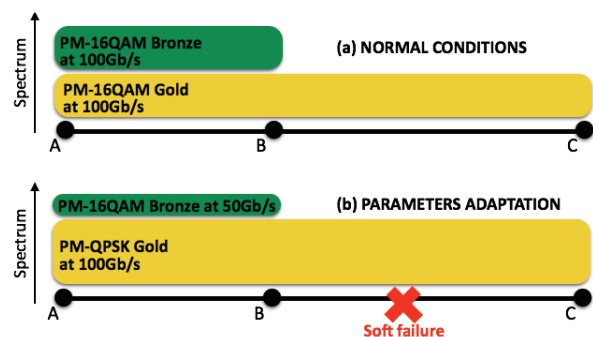 Spectrum
PM-16QAM Bronze
at 100Gb/s
(a) NORMAL CONDITIONS
PM-16QAM Gold
at 100Gb/s
A
B
C
Spectrum
PM-16QAM Bronze at 50Gb/s
(b) PARAMETERS ADAPTATION
PM-QPSK Gold
at 100Gb/s
A
B
C
Soft failure